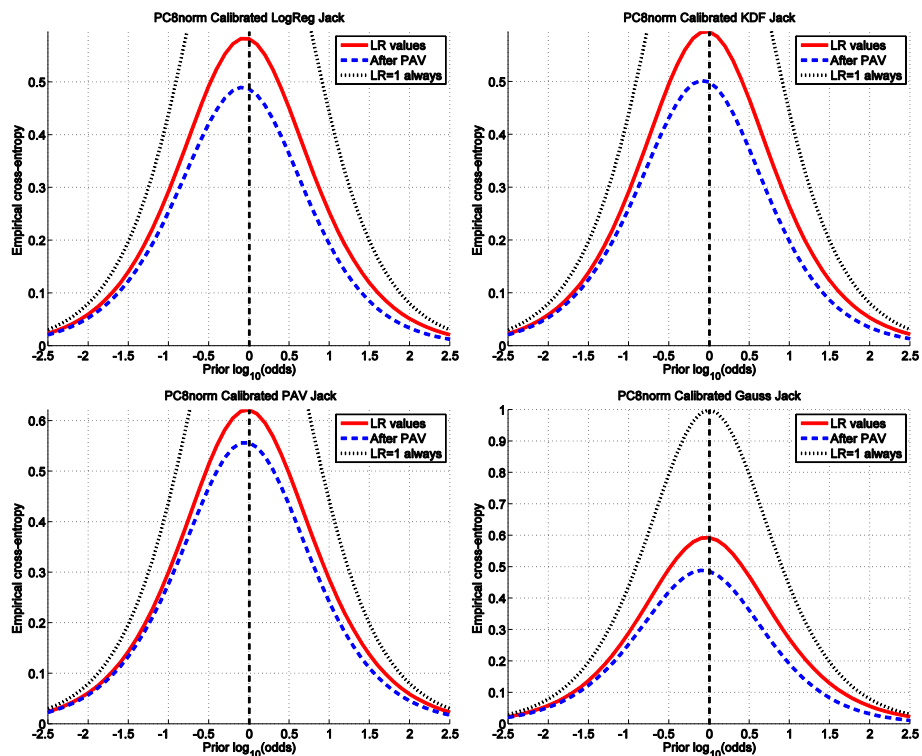 PC8norm Calibrated LogReg Jack
LR values
After PAV
LR=1 always
Empirical cross-entropy
0.5
0.4
0.3
0.2
0.1
0
-2.5 -2 -1.5 -1 -0.5 0 0.5 1 1.5 2 2.5
Prior log10(odds)
PC8norm Calibrated KDF Jack
LR values
After PAV
LR=1 always
Empirical cross-entropy
0.5
0.4
0.3
0.2
0.1
0
-2.5 -2 -1.5 -1 -0.5 0 0.5 1 1.5 2 2.5
Prior log10(odds)
PC8norm Calibrated PAV Jack
LR values
After PAV
LR=1 always
Empirical cross-entropy
0.6
0.5
0.4
0.3
0.2
0.1
0
-2.5 -2 -1.5 -1 -0.5 0 0.5 1 1.5 2 2.5
Prior log10(odds)
PC8norm Calibrated Gauss Jack
LR values
After PAV
LR=1 always
Empirical cross-entropy
1
0.9
0.8
0.7
0.6
0.5
0.4
0.3
0.2
0.1
0
-2.5 -2 -1.5 -1 -0.5 0 0.5 1 1.5 2 2.5
Prior log10(odds)